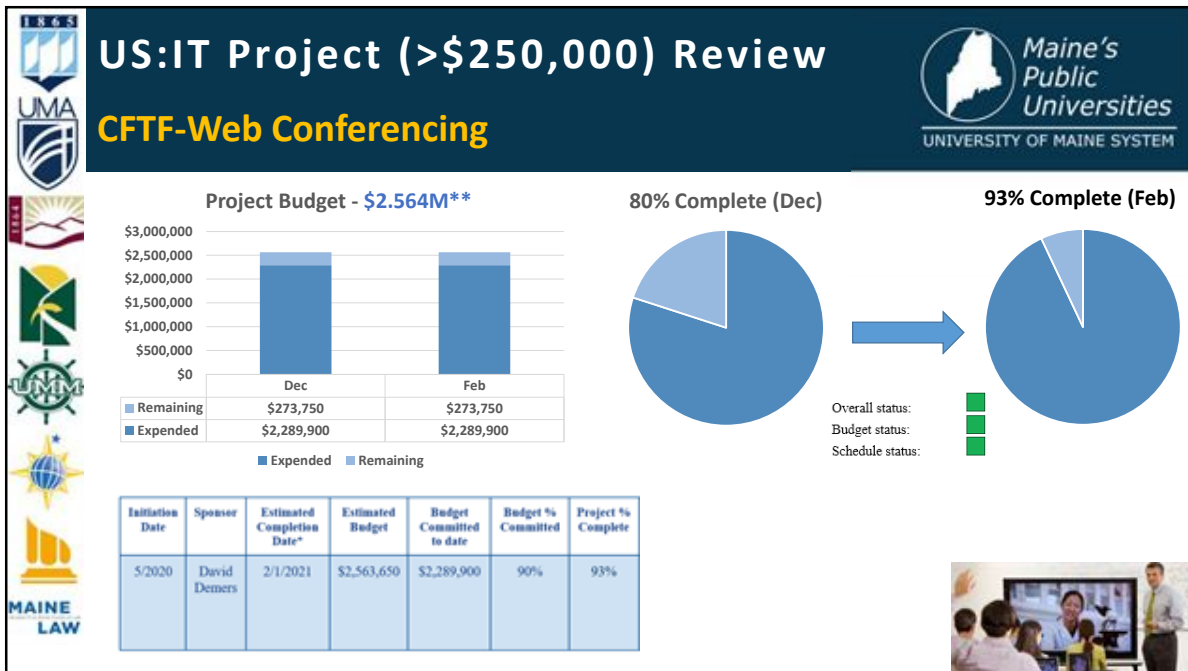 1865
US:IT Project (>$250,000) Review
CFTF-Web Conferencing
Maine's
Public
Universities
UNIVERSITY OF MAINE SYSTEM
UMA
1864
UMM
MAINE
LAW
Project Budget - $2.564M**
$3,000,000
$2,500,000
$2,000,000
$1,500,000
$1,000,000
$500,000
$0
Dec Feb
Remaining $273,750 $273,750
Expended $2,289,900 $2,289,900
Expended Remaining
80% Complete (Dec)
93% Complete (Feb)
Overall status:
Budget status:
Schedule status:
Initiation Date
Sponsor
Estimated Completion Date*
Estimated Budget
Budget Committed to date
Budget % Committed
Project % Complete
5/2020
David Demers
2/1/2021
$2,563,650
$2,289,900
90%
93%